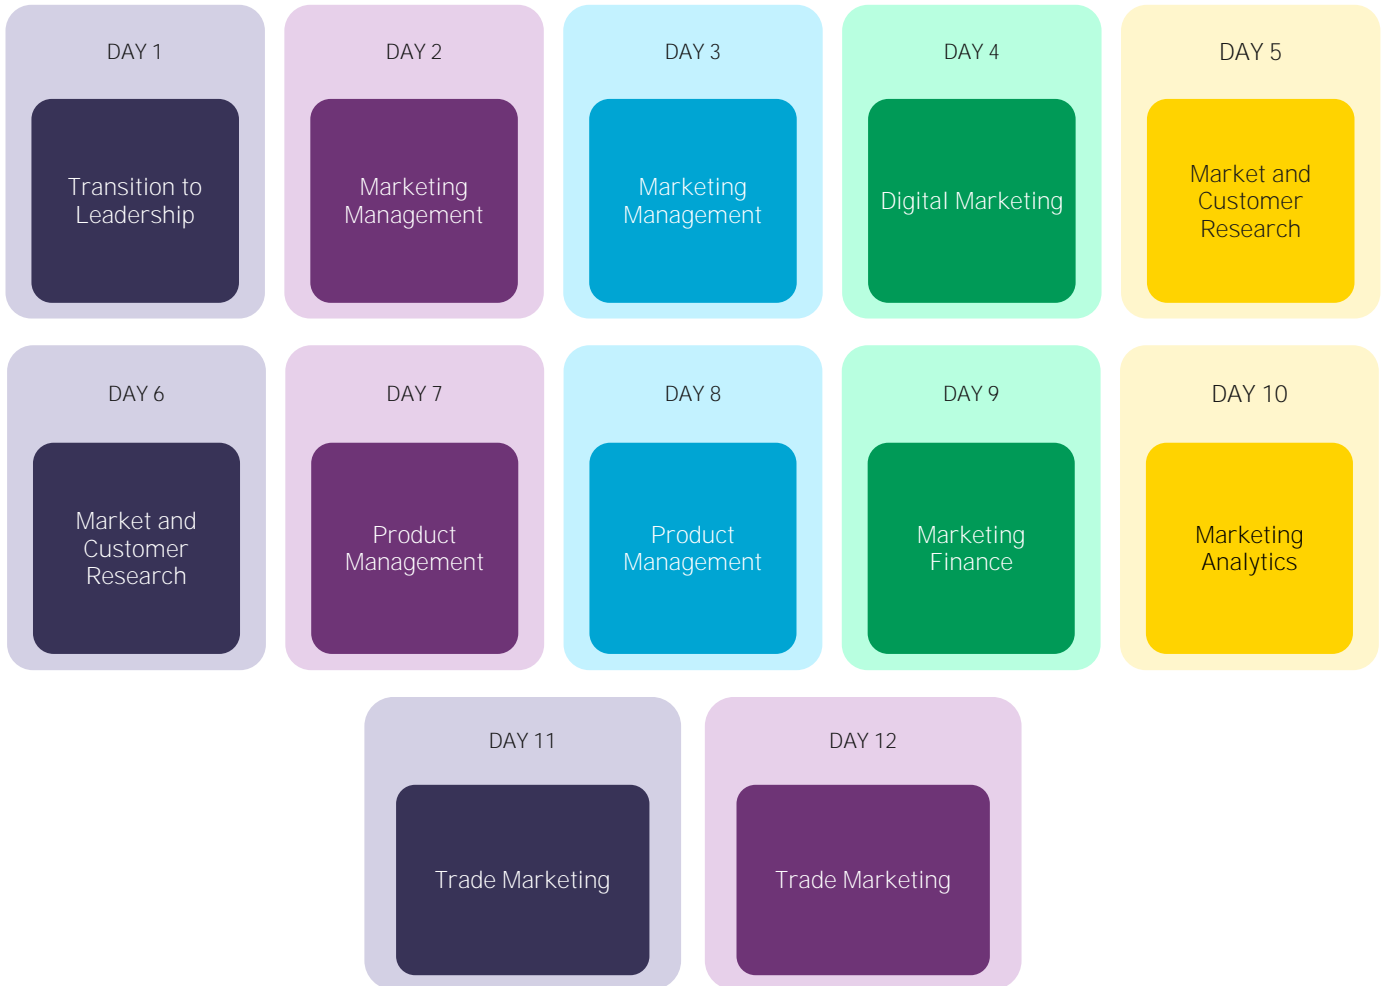 DAY 1
Transition to
Leadership
DAY 2
Marketing
Management
DAY 3
Marketing
Management
DAY 4
Digital Marketing
DAY 5
Market and
Customer
Research
DAY 6
Market and
Customer
Research
DAY 7
Product
Management
DAY 8
Product
Management
DAY 9
Marketing
Finance
DAY 10
Marketing
Analytics
DAY 11
Trade Marketing
DAY 12
Trade Marketing